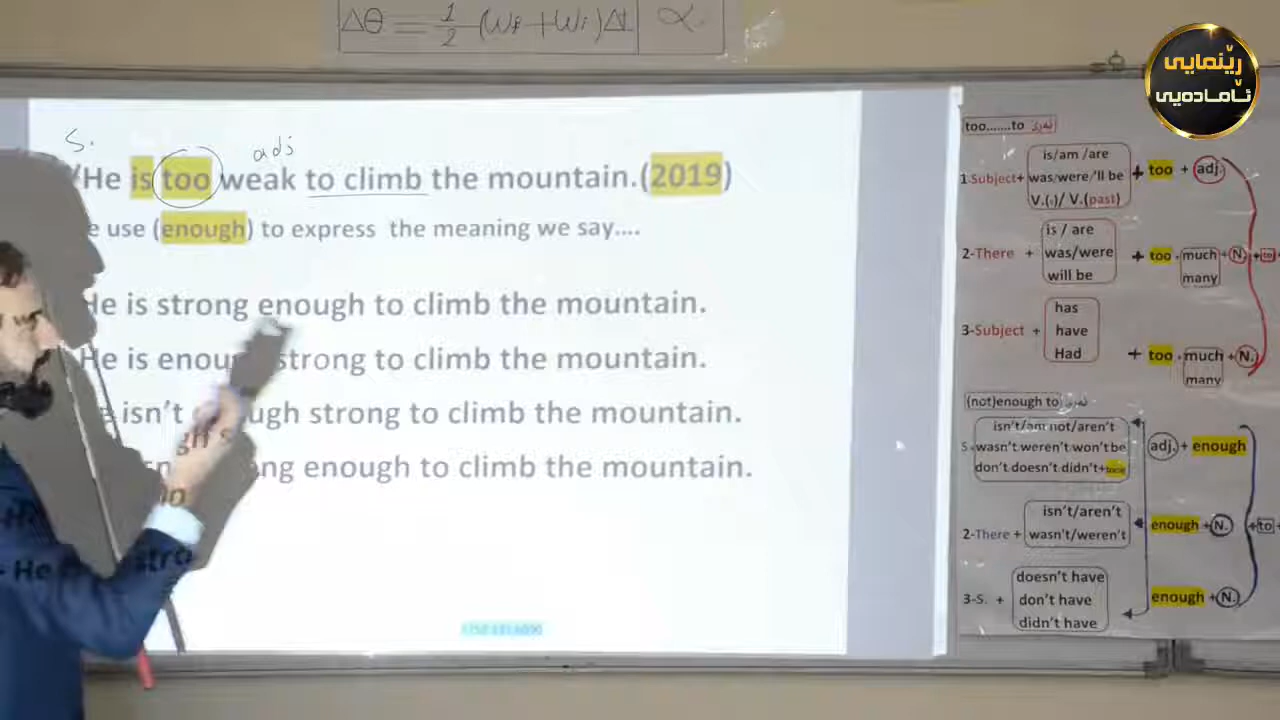 Δθ = 1/2 (ωf + ωi)Δt α.
رێنمایی
ئامادەیی
S. adj
He is too weak to climb the mountain.(2019)
e use (enough) to express the meaning we say....
He is strong enough to climb the mountain.
He is enough strong to climb the mountain.
isn't enough strong to climb the mountain.
enough to climb the mountain.
too.......to
is/am /are
1.Subject+ was/were/'ll be + too + adj.
V.(.)/ V.(past)
is / are
2-There + was/were + too . much +N. +to
will be many
has
3-Subject + have
Had + too . much +N.
many
(not)enough to
isn't/am not/aren't
S + wasn't weren't won't be adj. + enough
don't doesn't didn't+
isn't/aren't
2-There + wasn't/weren't enough +N. +to +
doesn't have
3-S. + don't have enough +N.
didn't have